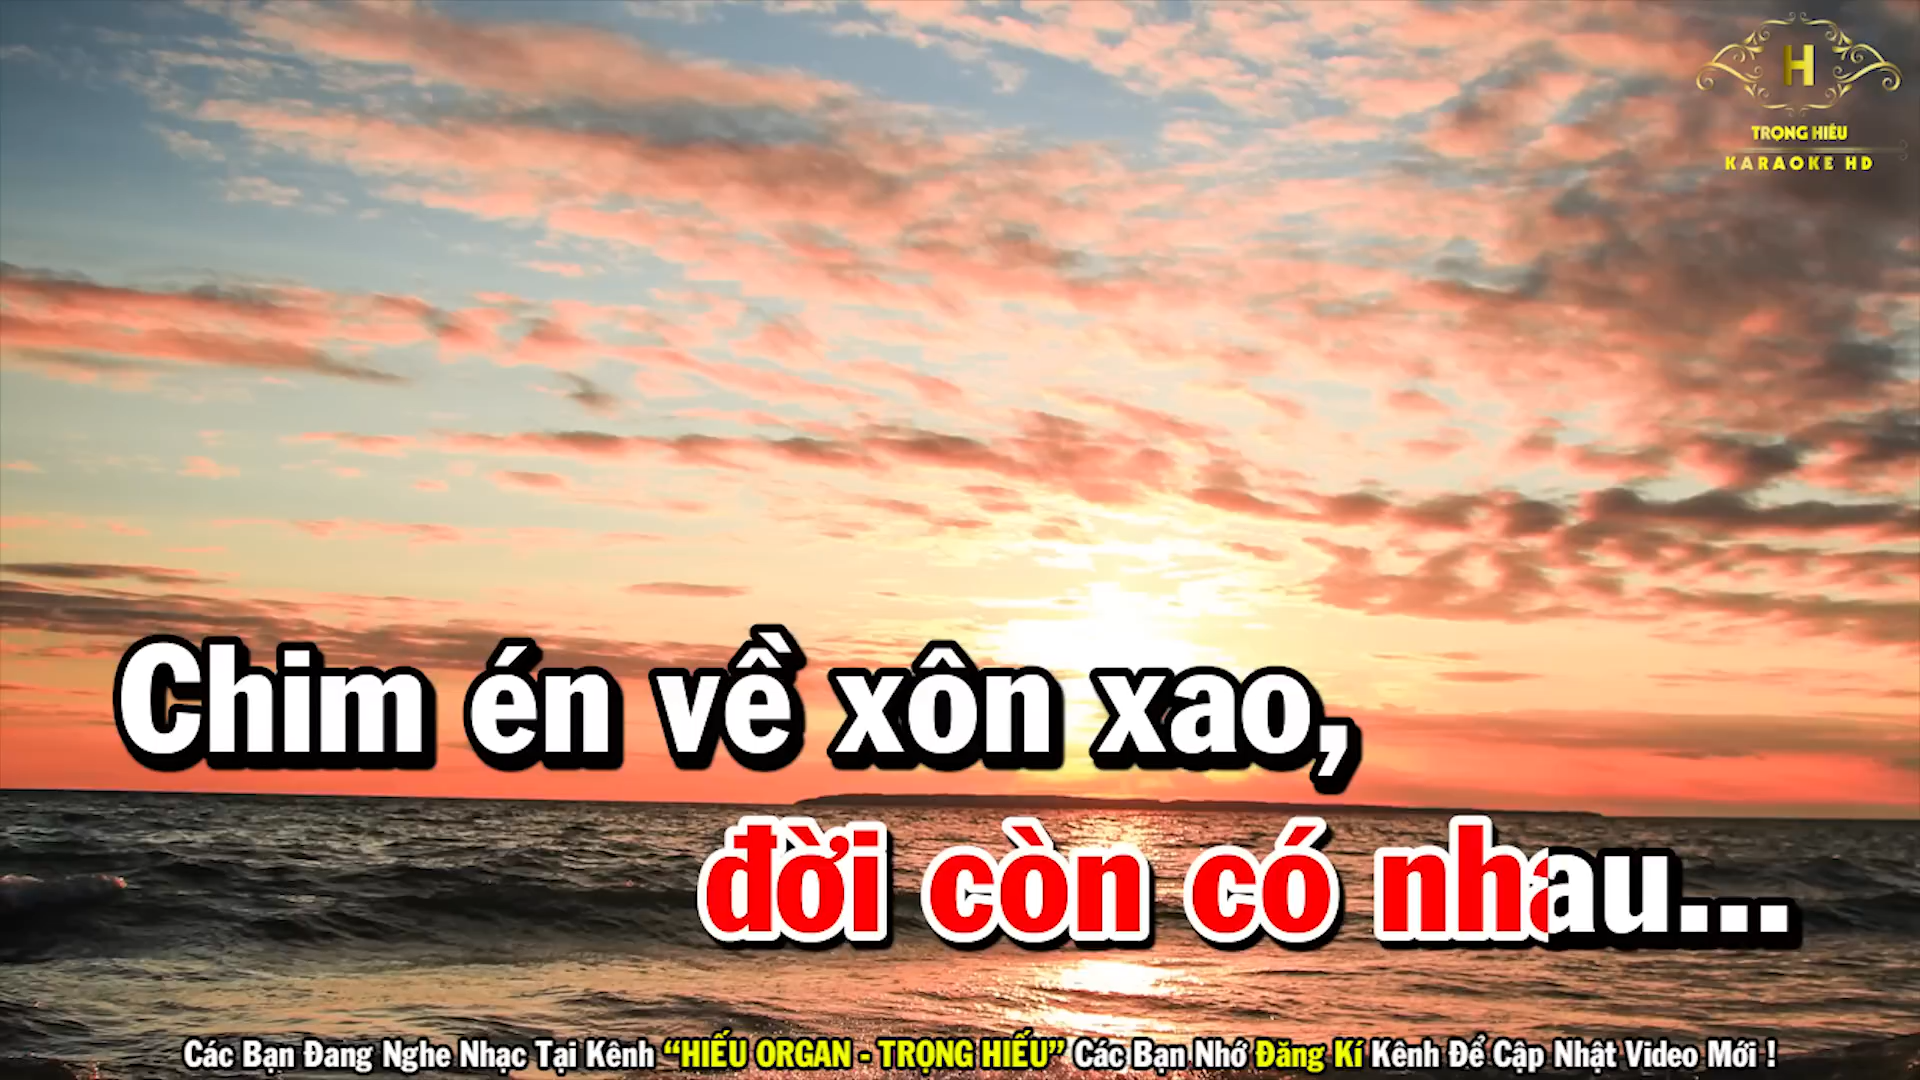 H
TRỌNG HIẾU
KARAOKE HD
Chim én về xôn xao,
đời còn có nhau...
Các Bạn Đang Nghe Nhạc Tại Kênh “HIẾU ORGAN - TRỌNG HIẾU” Các Bạn Nhớ Đăng Kí Kênh Để Cập Nhật Video Mới !